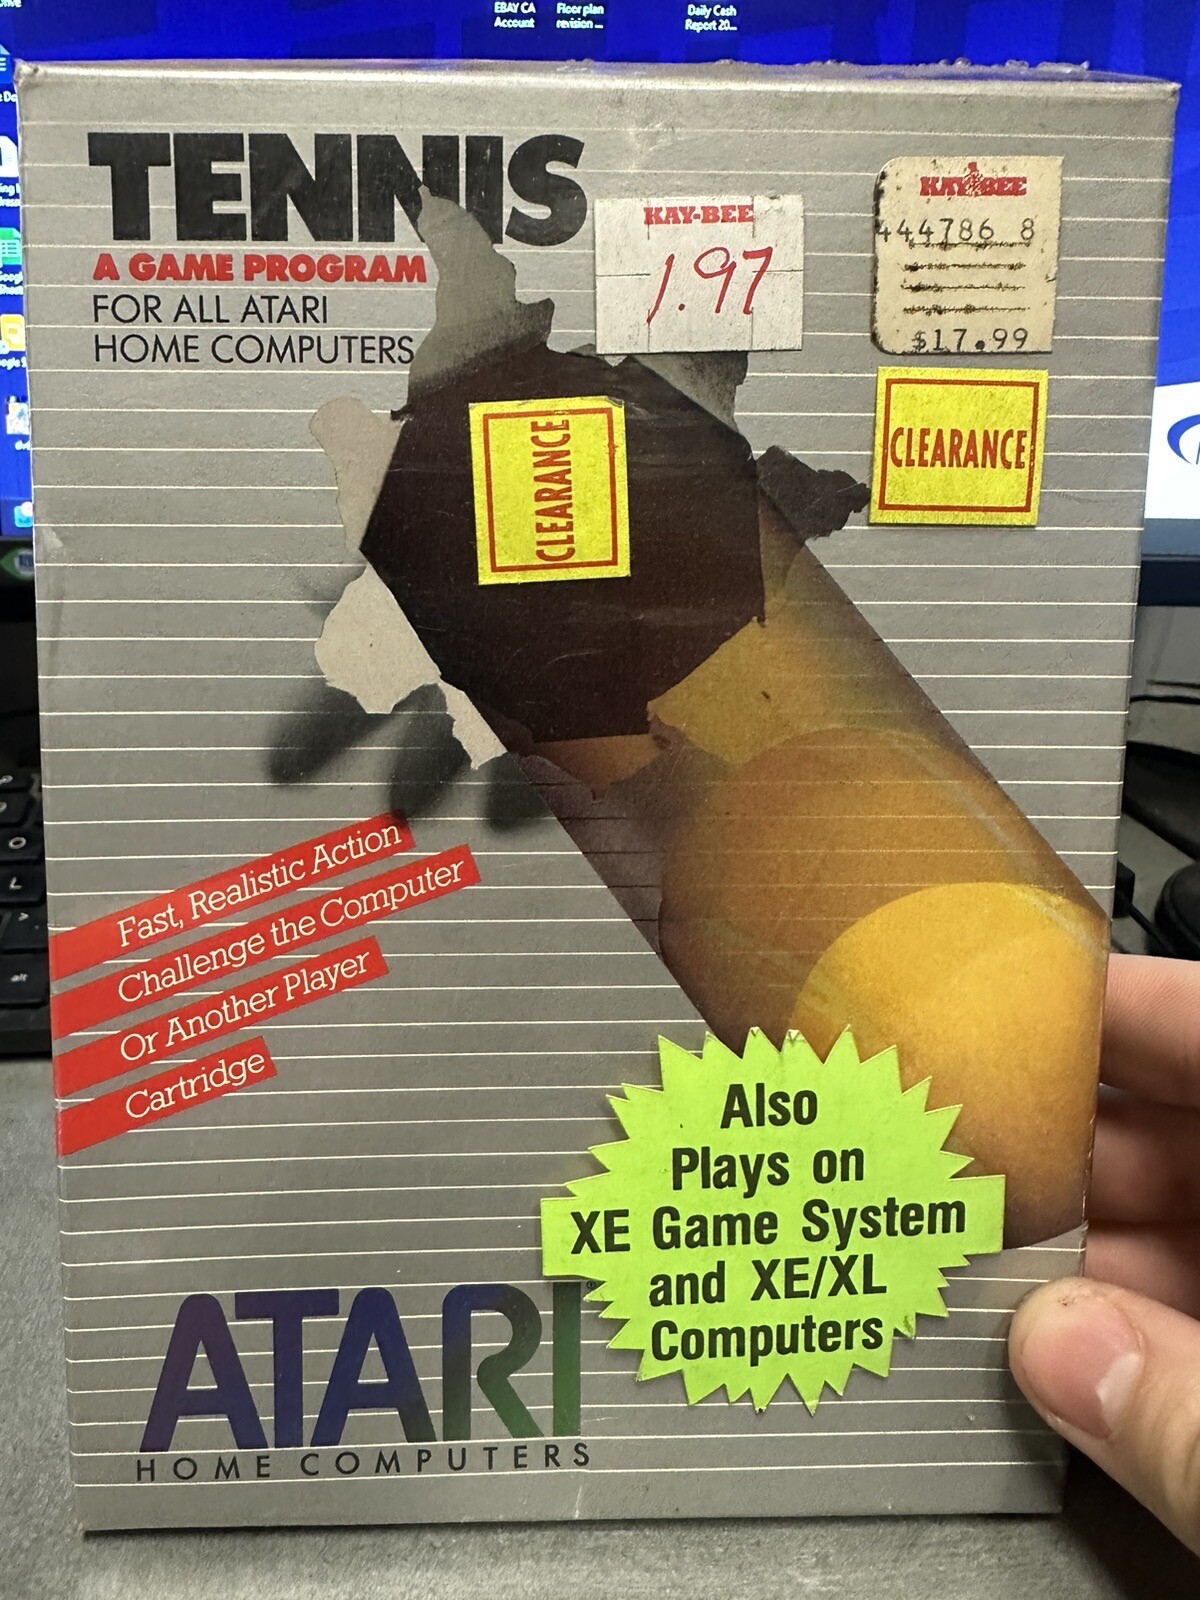 EBAY CA
Account
Floor plan
revision ...
Daily Cash
Report 20...
TENNIS
A GAME PROGRAM
FOR ALL ATARI
HOME COMPUTERS
KAY-BEE
1.97
KAY-BEE
444786 8
$17.99
CLEARANCE
CLEARANCE
Fast, Realistic Action
Challenge the Computer
Or Another Player
Cartridge
Also
Plays on
XE Game System
and XE/XL
Computers
ATARI®
HOME COMPUTERS